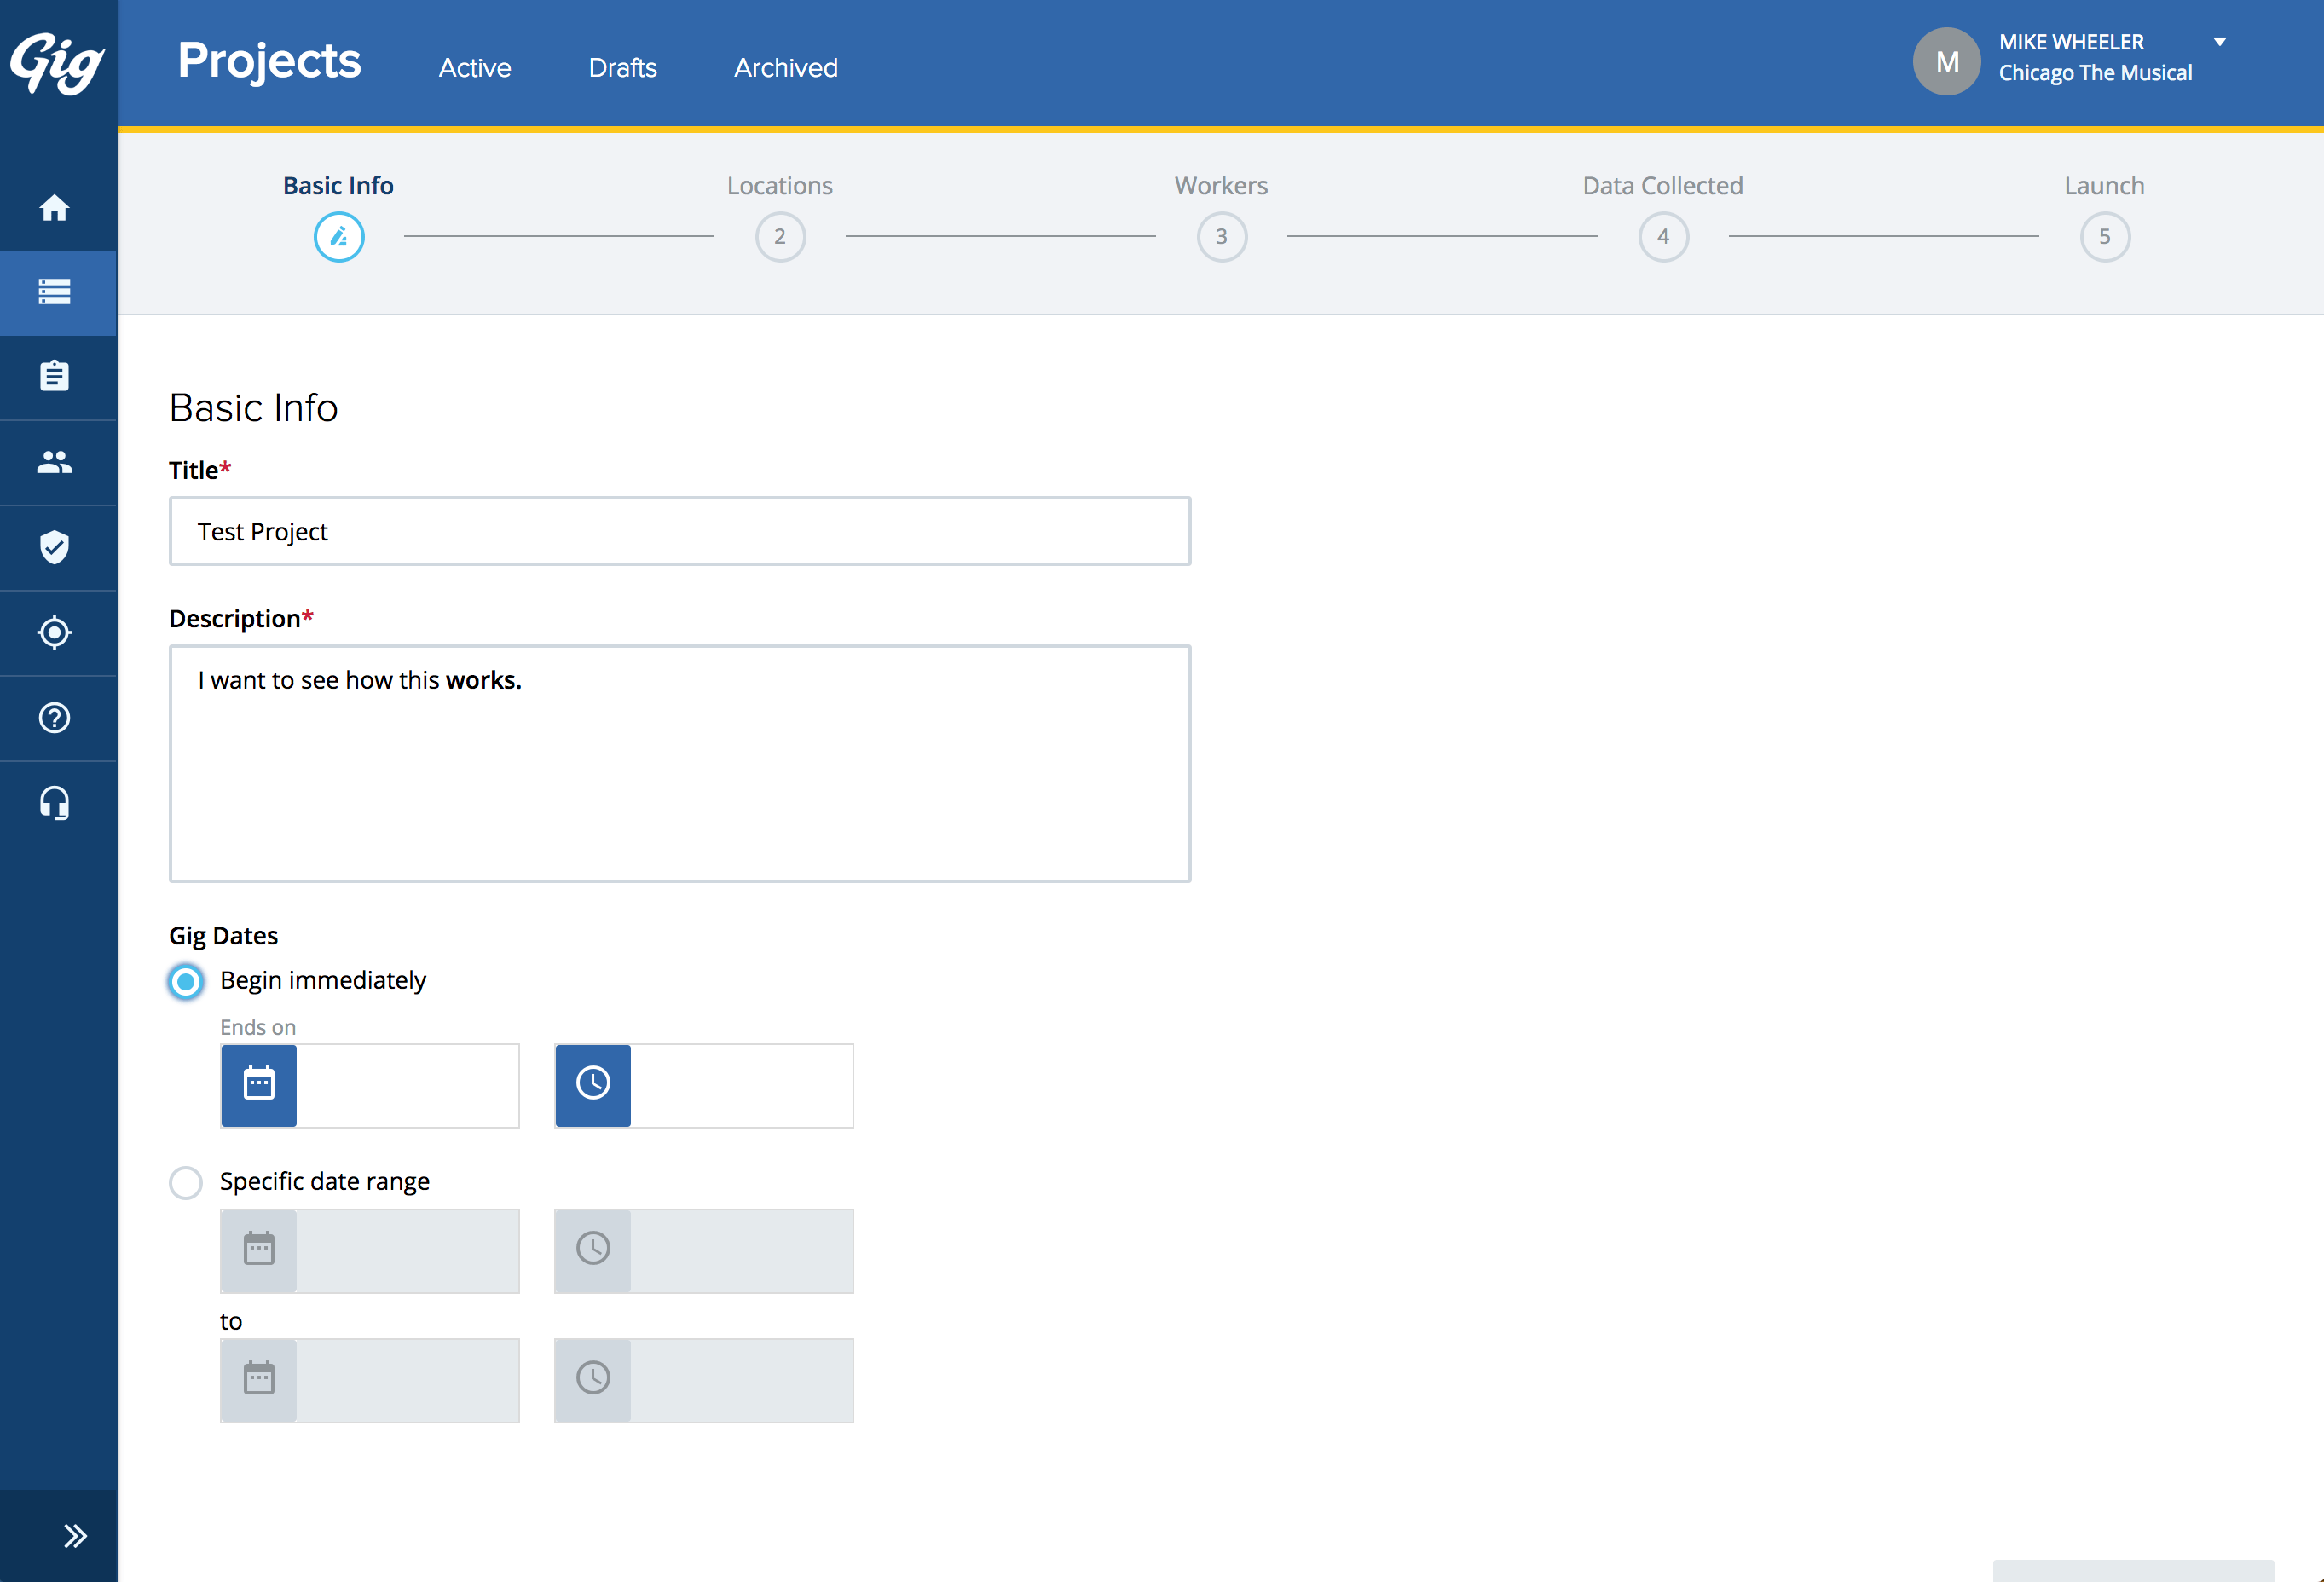 Gig
Projects Active Drafts Archived
M
MIKE WHEELER
Chicago The Musical
Basic Info Locations Workers Data Collected Launch
2 3 4 5
Basic Info
Title*
Test Project
Description*
I want to see how this works.
Gig Dates
Begin immediately
Ends on
Specific date range
to